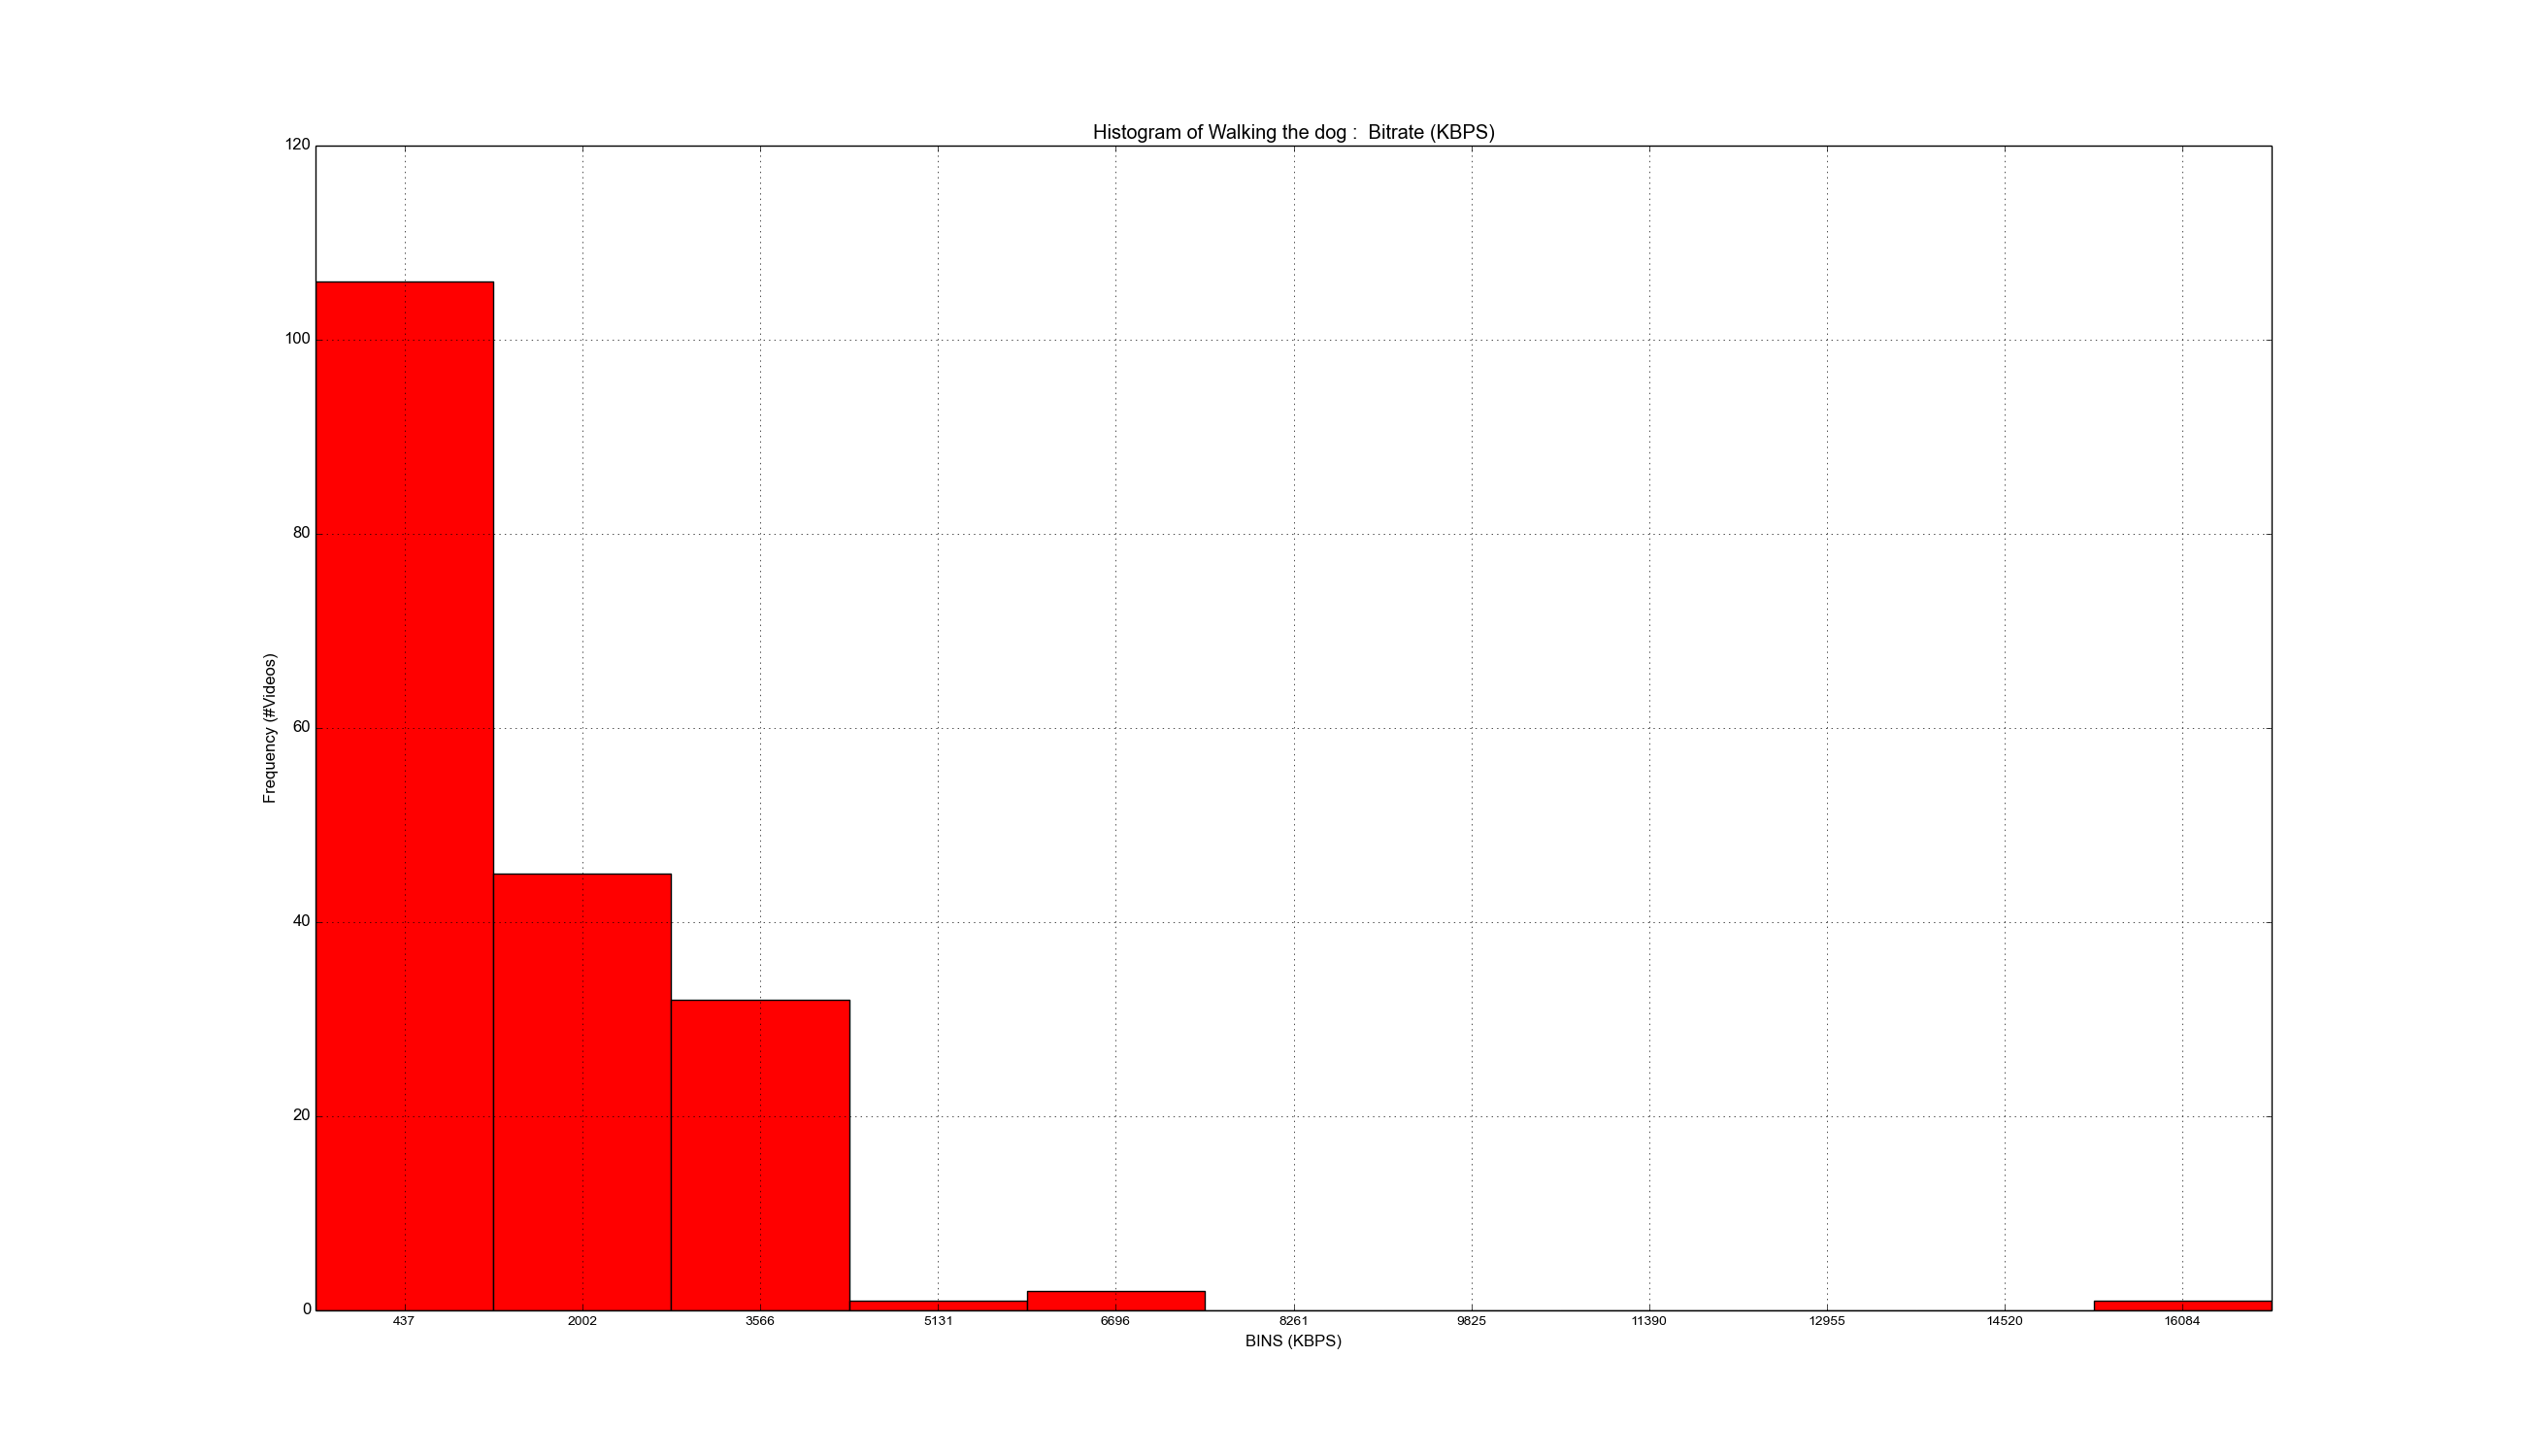 Histogram of Walking the dog :  Bitrate (KBPS)
120
100
80
60
40
20
0
Frequency (#Videos)
437 2002 3566 5131 6696 8261 9825 11390 12955 14520 16084
BINS (KBPS)